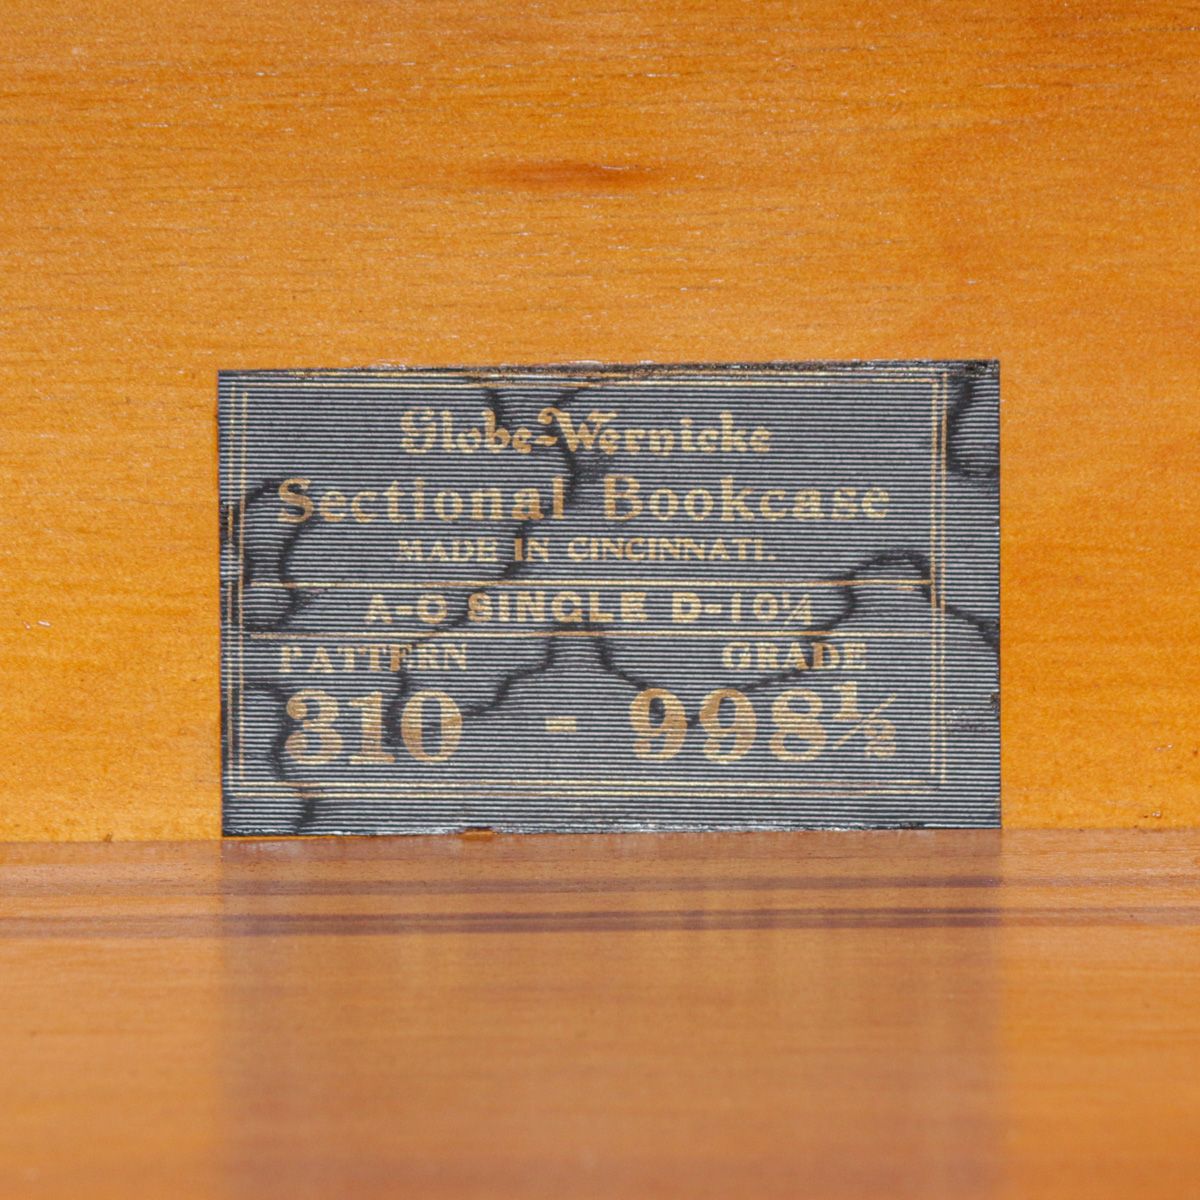 Globe-Wernicke
Sectional Bookcase
MADE IN CINCINNATI.
A-O SINGLE D-10¼
PATTERN GRADE
310 - 998½